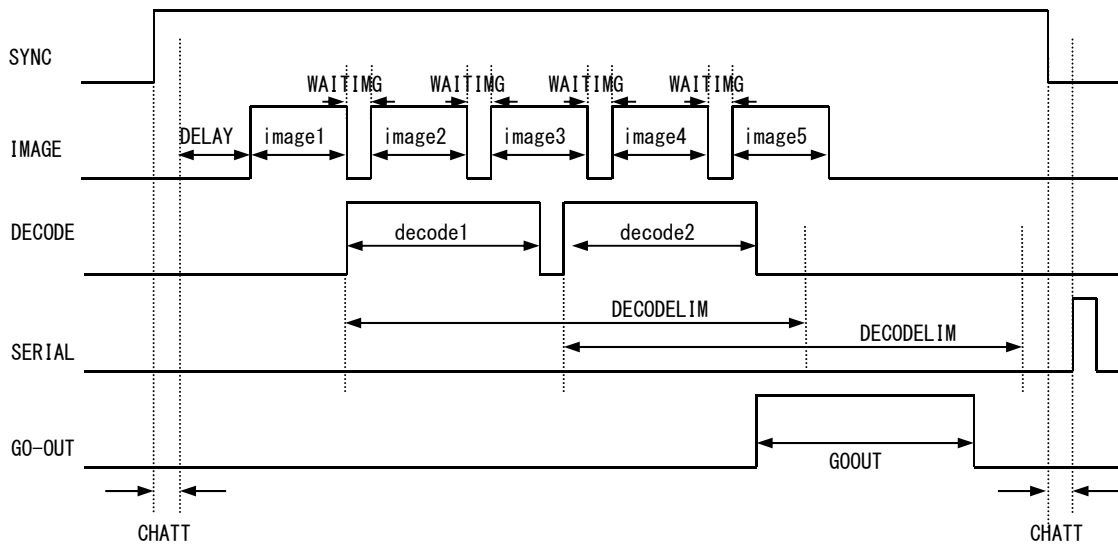 SYNC
WAITIMG WAITIMG WAITIMG WAITIMG
IMAGE
DELAY image1 image2 image3 image4 image5
DECODE
decode1 decode2
DECODELIM
DECODELIM
SERIAL
GO-OUT
GOOUT
CHATT CHATT